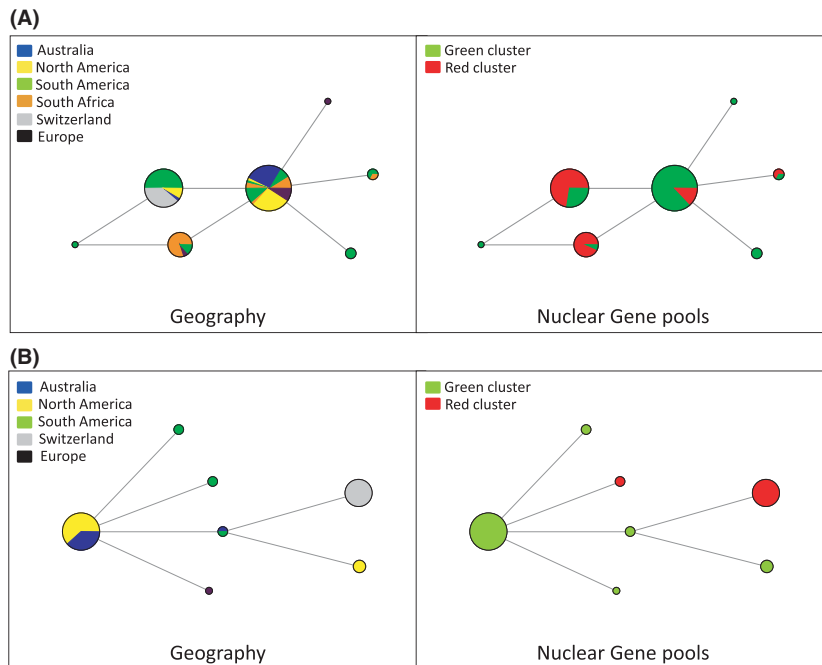 (A)
Australia
North America
South America
South Africa
Switzerland
Europe
Geography
Green cluster
Red cluster
Nuclear Gene pools
(B)
Australia
North America
South America
Switzerland
Europe
Geography
Green cluster
Red cluster
Nuclear Gene pools